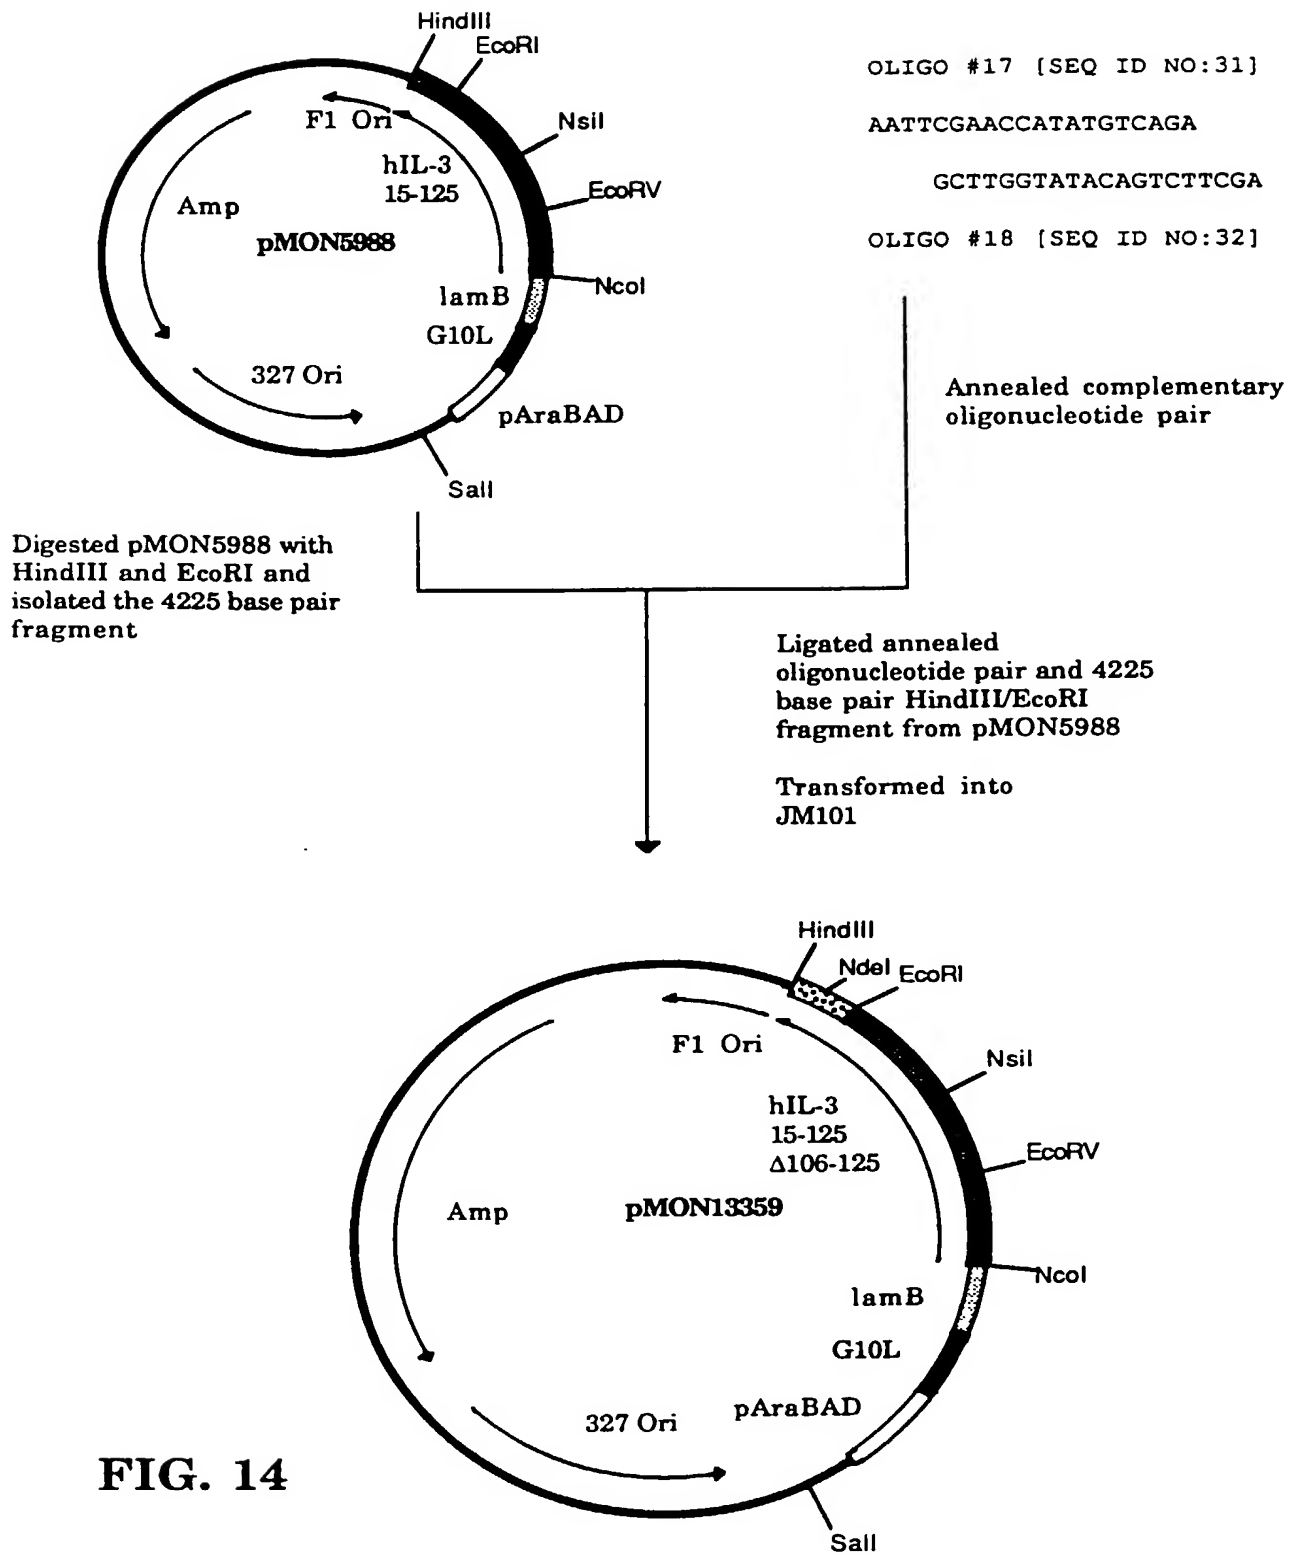 HindIII
EcoRI
F1 Ori
NsiI
hIL-3
15-125
EcoRV
Amp
pMON5988
NcoI
lamB
G10L
327 Ori
pAraBAD
SalI
OLIGO #17 [SEQ ID NO:31]
AATTCGAACCATATGTCAGA
GCTTGGTATACAGTCTTCGA
OLIGO #18 [SEQ ID NO:32]
Annealed complementary
oligonucleotide pair
Digested pMON5988 with
HindIII and EcoRI and
isolated the 4225 base pair
fragment
Ligated annealed
oligonucleotide pair and 4225
base pair HindIII/EcoRI
fragment from pMON5988
Transformed into
JM101
HindIII
NdeI
EcoRI
F1 Ori
NsiI
hIL-3
15-125
Δ106-125
EcoRV
Amp
pMON13359
NcoI
lamB
G10L
pAraBAD
327 Ori
SalI
FIG. 14